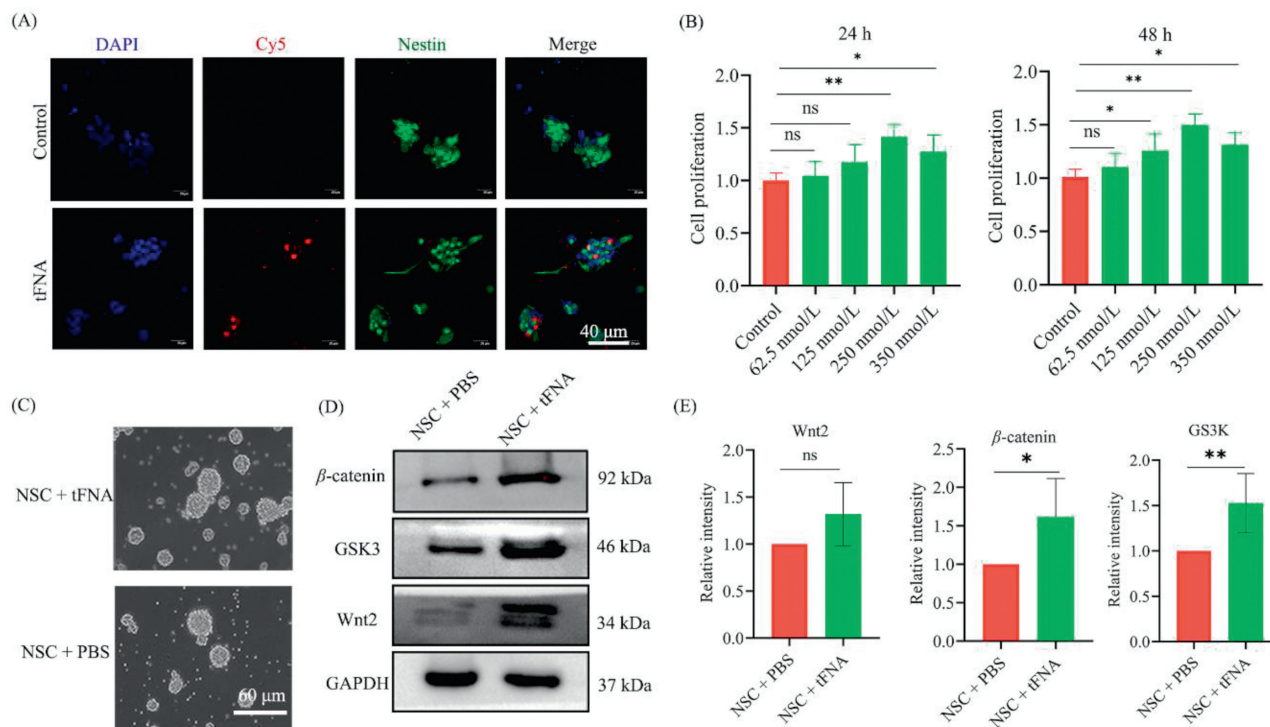 (A)
DAPI Cy5 Nestin Merge
Control
tFNA
40 μm
(B)
24 h
Cell proliferation
2.0
1.5
1.0
0.5
0.0
ns
ns
**
*
Control
62.5 nmol/L
125 nmol/L
250 nmol/L
350 nmol/L
48 h
Cell proliferation
2.0
1.5
1.0
0.5
0.0
ns
*
**
*
Control
62.5 nmol/L
125 nmol/L
250 nmol/L
350 nmol/L
(C)
NSC + tFNA
NSC + PBS
60 μm
(D)
NSC + PBS
NSC + tFNA
β-catenin 92 kDa
GSK3 46 kDa
Wnt2 34 kDa
GAPDH 37 kDa
(E)
Wnt2
Relative intensity
2.0
1.5
1.0
0.5
0.0
ns
NSC + PBS
NSC + tFNA
β-catenin
Relative intensity
2.5
2.0
1.5
1.0
0.5
0.0
*
NSC + PBS
NSC + tFNA
GS3K
Relative intensity
2.0
1.5
1.0
0.5
0.0
**
NSC + PBS
NSC + tFNA